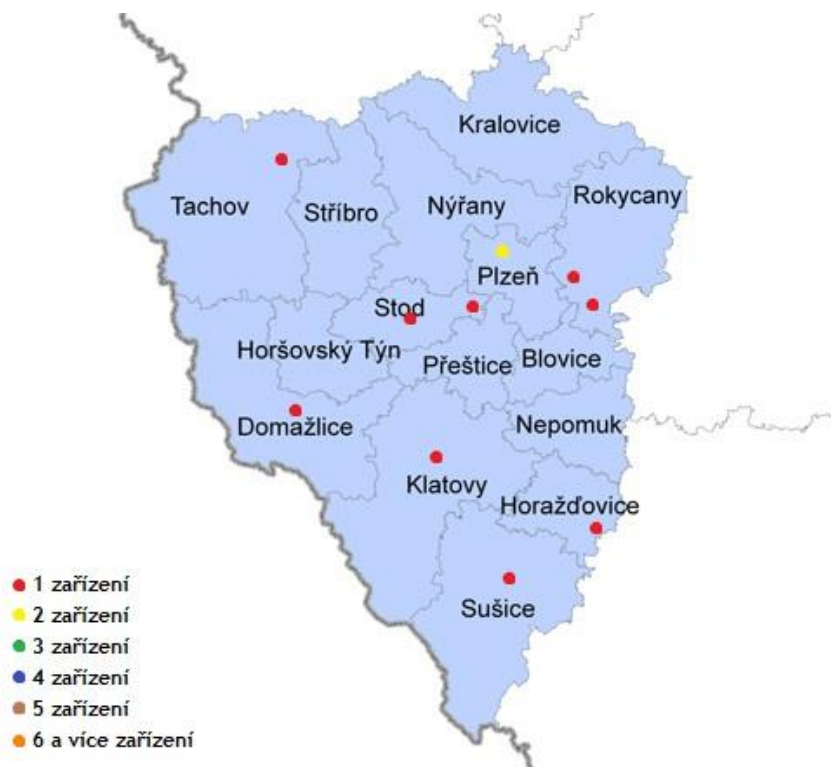 Kralovice
Rokycany
Tachov
Stříbro
Nýřany
Plzeň
Stod
Horšovský Týn
Přeštice
Blovice
Domažlice
Nepomuk
Klatovy
Horažďovice
Sušice
1 zařízení
2 zařízení
3 zařízení
4 zařízení
5 zařízení
6 a více zařízení